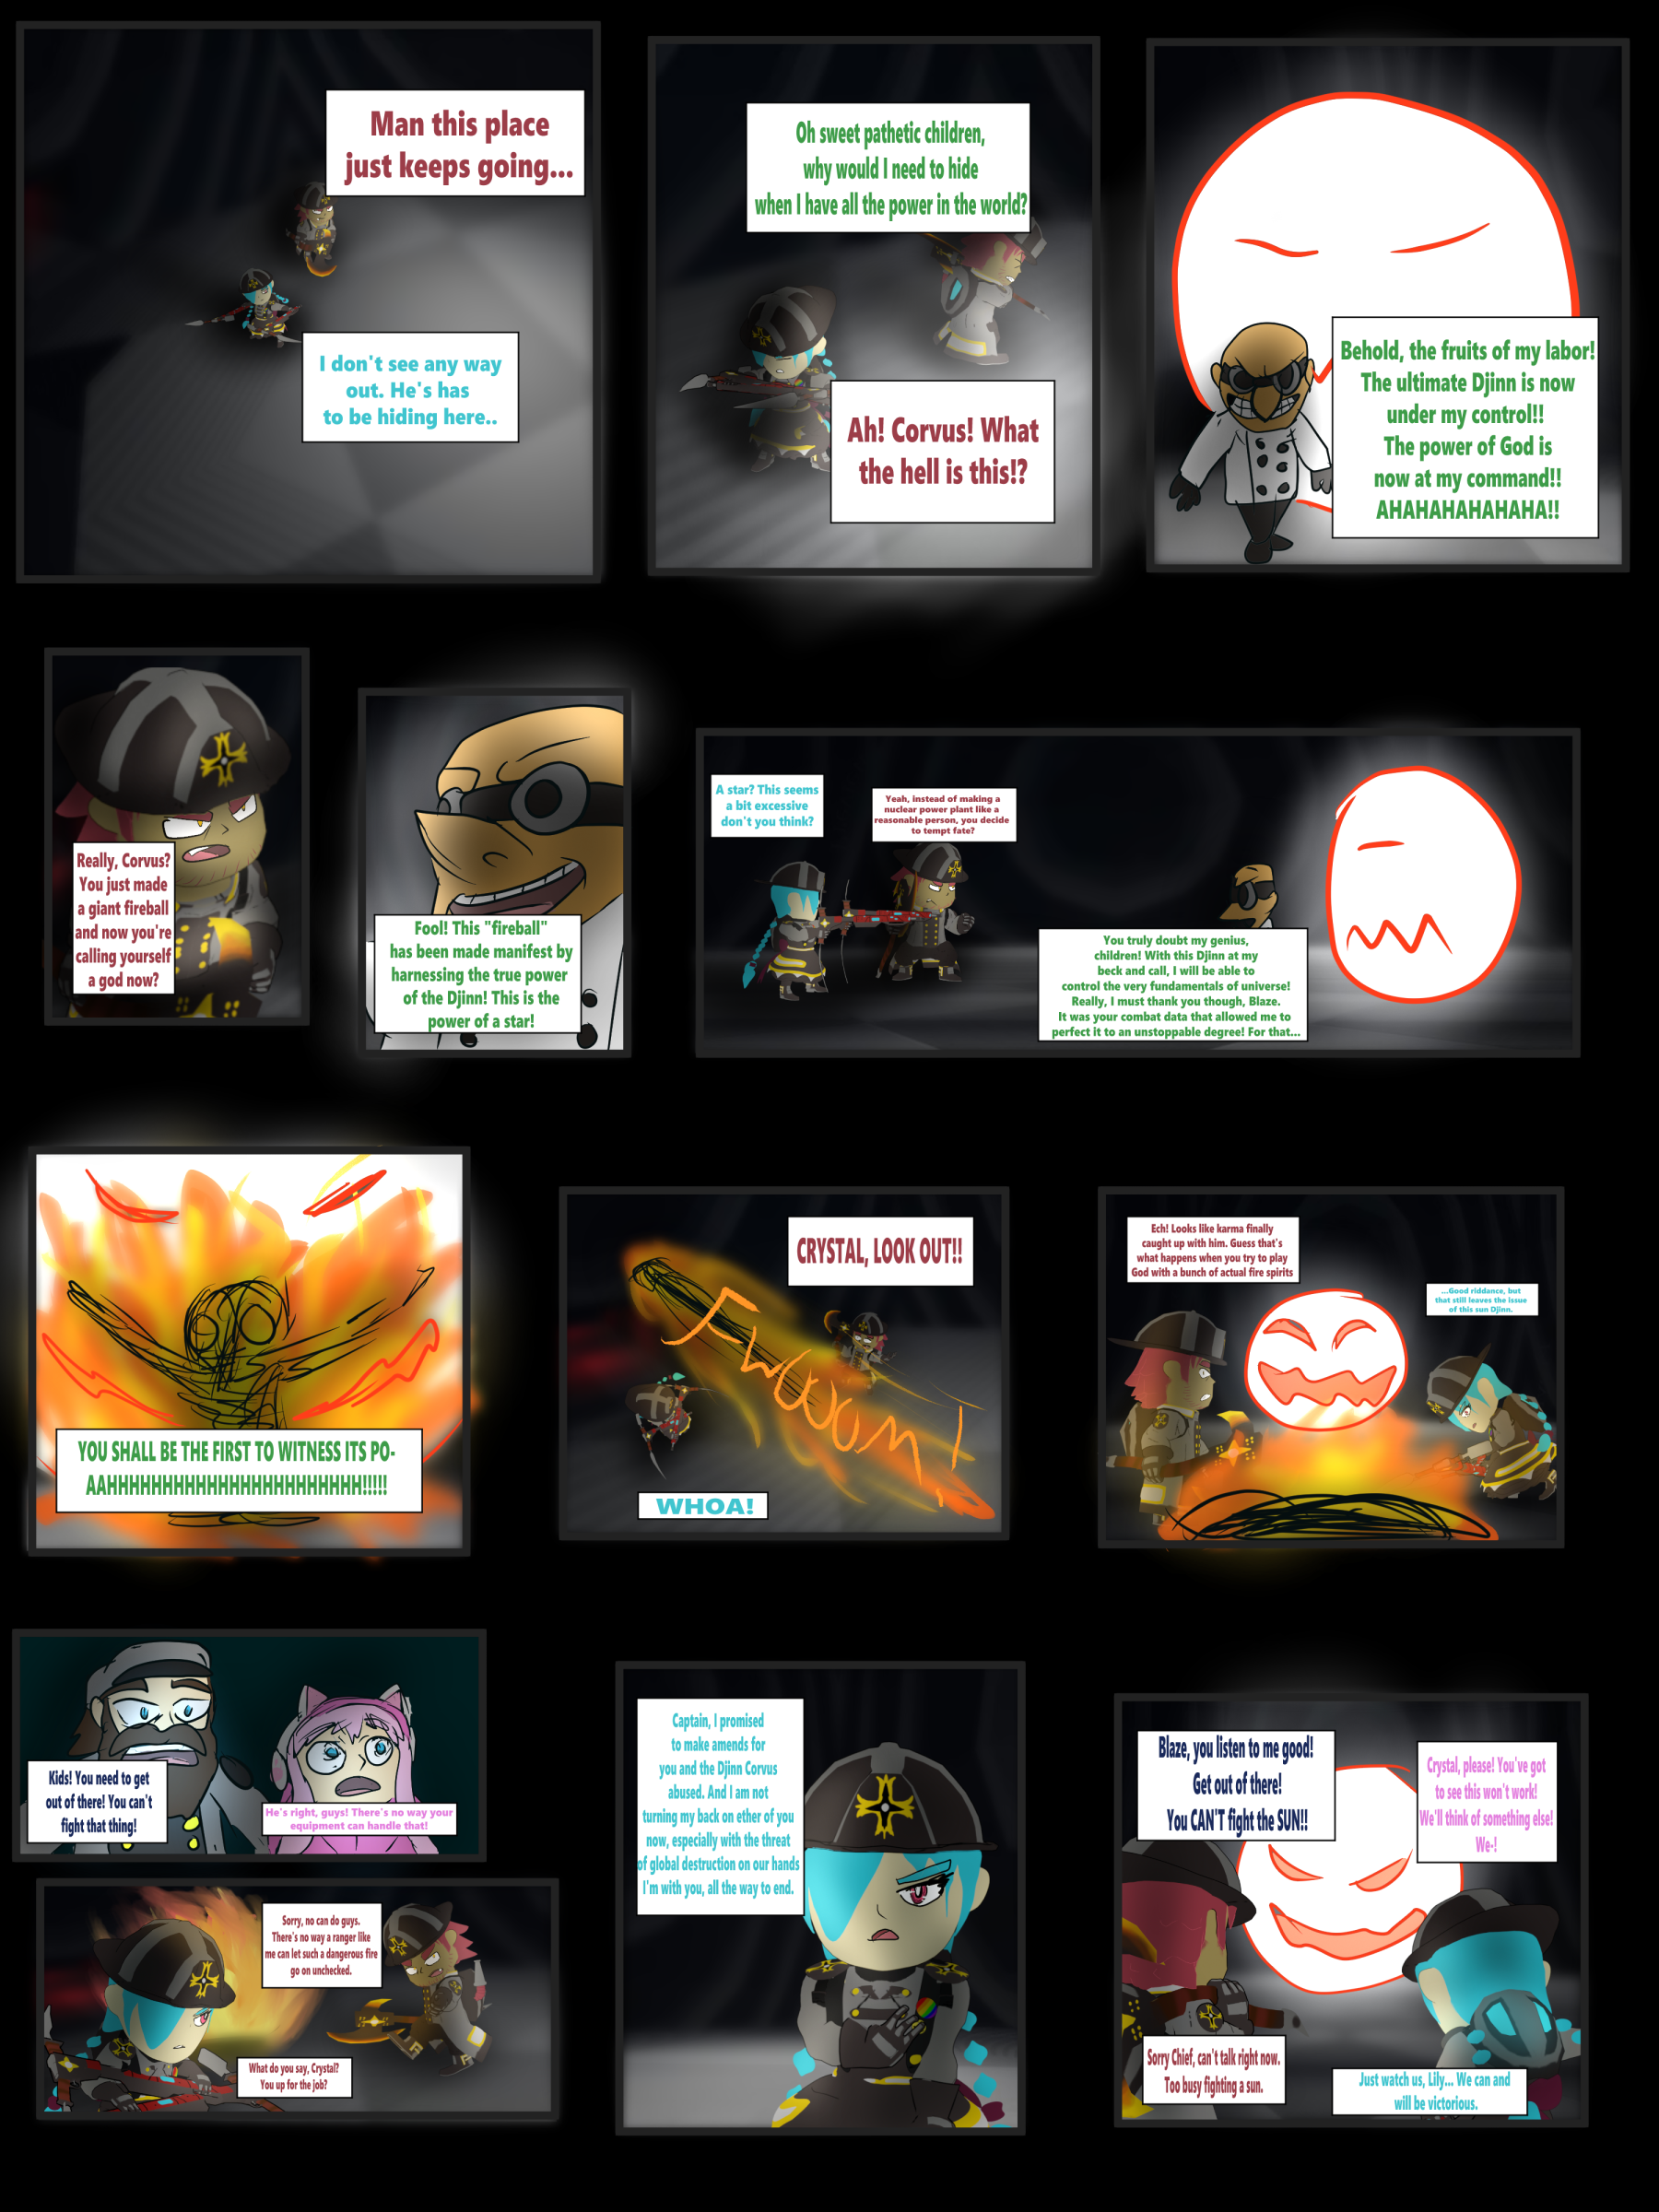 Man this place
just keeps going...
I don't see any way
out. He's has
to be hiding here..
Oh sweet pathetic children,
why would I need to hide
when I have all the power in the world?
Ah! Corvus! What
the hell is this!?
Behold, the fruits of my labor!
The ultimate Djinn is now
under my control!!
The power of God is
now at my command!!
AHAHAHAHAHAHA!!
Really, Corvus?
You just made
a giant fireball
and now you're
calling yourself
a god now?
Fool! This "fireball"
has been made manifest by
harnessing the true power
of the Djinn! This is the
power of a star!
A star? This seems
a bit excessive
don't you think?
Yeah, instead of making a
nuclear power plant like a
reasonable person, you decide
to tempt fate?
You truly doubt my genius,
children! With this Djinn at my
beck and call, I will be able to
control the very fundamentals of universe!
Really, I must thank you though, Blaze.
It was your combat data that allowed me to
perfect it to an unstoppable degree! For that...
YOU SHALL BE THE FIRST TO WITNESS ITS PO-
AAHHHHHHHHHHHHHHHHHHHHHHH!!!!!
CRYSTAL, LOOK OUT!!
FWOOOM!
WHOA!
Ech! Looks like karma finally
caught up with him. Guess that's
what happens when you try to play
God with a bunch of actual fire spirits
...Good riddance, but
that still leaves the issue
of this sun Djinn.
Kids! You need to get
out of there! You can't
fight that thing!
He's right, guys! There's no way your
equipment can handle that!
Sorry, no can do guys.
There's no way a ranger like
me can let such a dangerous fire
go on unchecked.
What do you say, Crystal?
You up for the job?
Captain, I promised
to make amends for
you and the Djinn Corvus
abused. And I am not
turning my back on ether of you
now, especially with the threat
of global destruction on our hands
I'm with you, all the way to end.
Blaze, you listen to me good!
Get out of there!
You CAN'T fight the SUN!!
Crystal, please! You've got
to see this won't work!
We'll think of something else!
We-!
Sorry Chief, can't talk right now.
Too busy fighting a sun.
Just watch us, Lily... We can and
will be victorious.